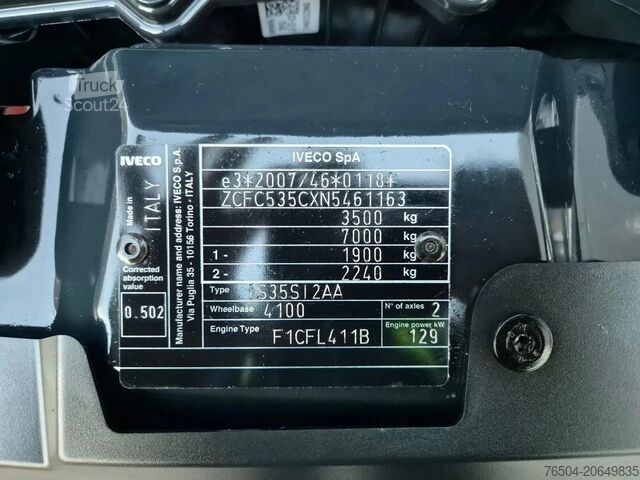 Truck
Scout24
IVECO
Made in
ITALY
Corrected
absorption
value
0.502
Manufacturer name and address: IVECO S.p.A.
Via Puglia 35 - 10156 Torino - ITALY
IVECO SpA
e3*2007/46*0118*
ZCFC535CXN5461163
3500 kg
7000 kg
1- 1900 kg
2- 2240 kg
Type IS35SI2AA
Wheelbase 4100 N° of axles 2
Engine Type F1CFL411B Engine power kW 129
76504-20649835